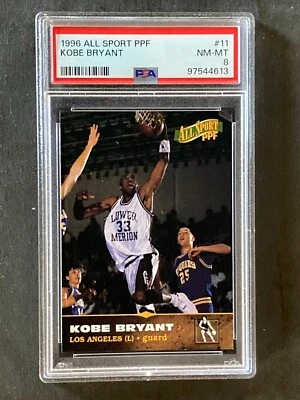 1996 ALL SPORT PPF #11
KOBE BRYANT NM-MT
PSA 8
97544613
ALL SPORT
PPF
LOWER
33
MERION
25
KOBE BRYANT
LOS ANGELES (L) • guard